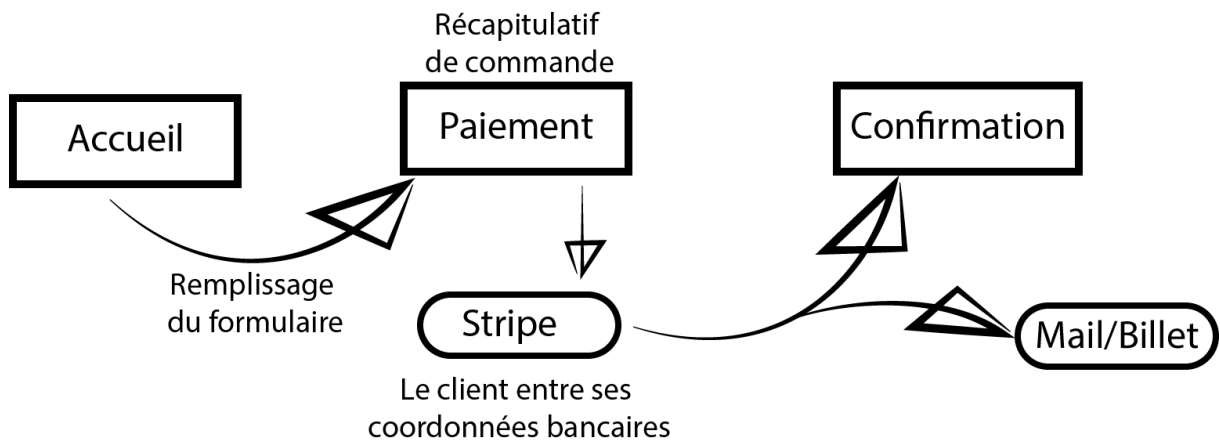 Accueil
Remplissage
du formulaire
Récapitulatif
de commande
Paiement
Stripe
Le client entre ses
coordonnées bancaires
Confirmation
Mail/Billet